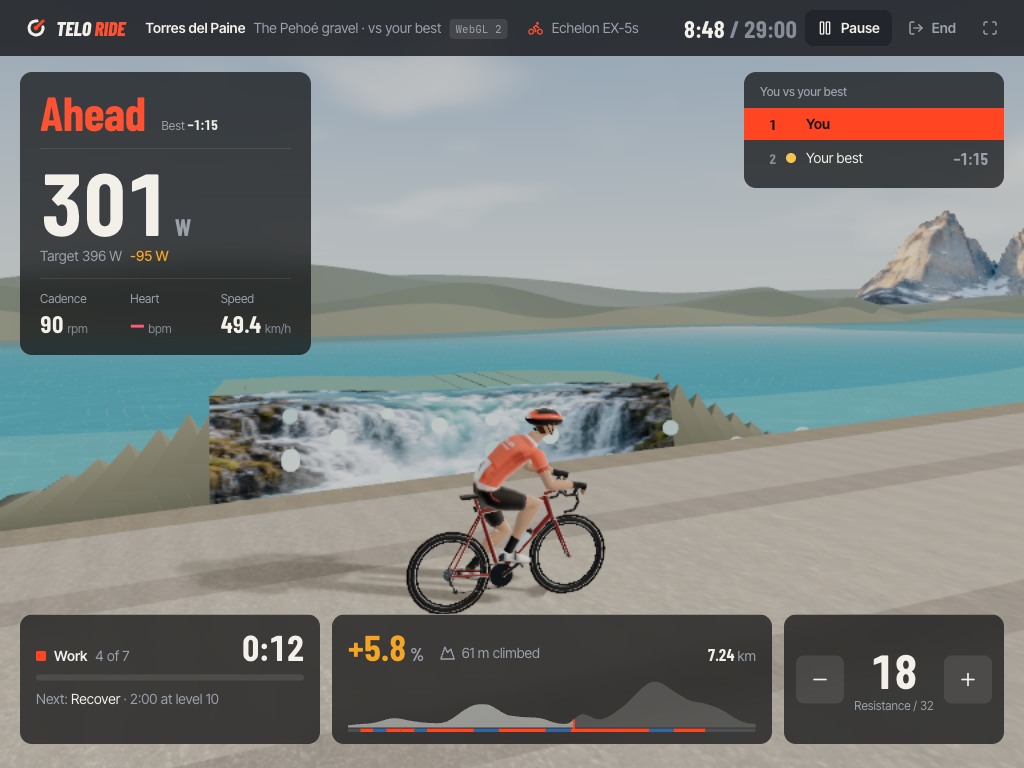 TELO RIDE
Torres del Paine The Pehoé gravel · vs your best WebGL 2
Echelon EX-5s
8:48 / 29:00
Pause
End
Ahead Best −1:15
301 W
Target 396 W -95 W
Cadence Heart Speed
90 rpm – bpm 49.4 km/h
You vs your best
1 You
2 Your best −1:15
Work 4 of 7 0:12
Next: Recover · 2:00 at level 10
+5.8 % 61 m climbed 7.24 km
− 18 +
Resistance / 32